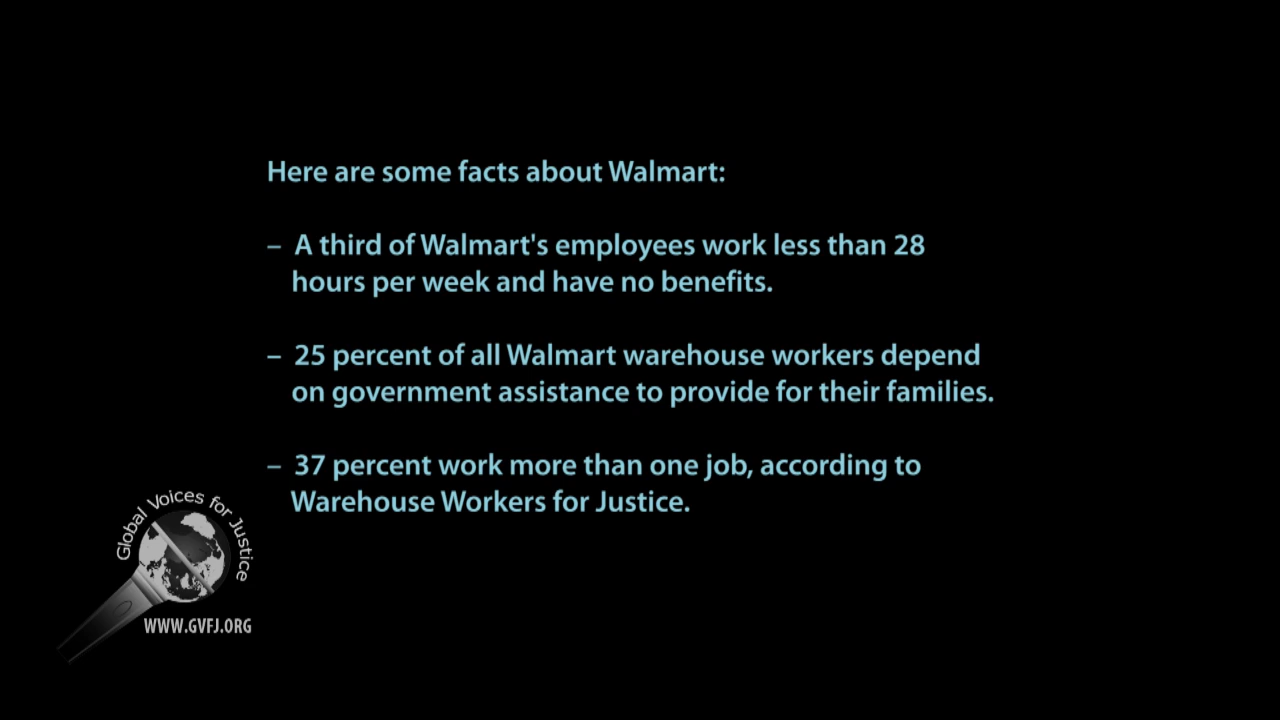 Here are some facts about Walmart:
– A third of Walmart's employees work less than 28
hours per week and have no benefits.
– 25 percent of all Walmart warehouse workers depend
on government assistance to provide for their families.
– 37 percent work more than one job, according to
Warehouse Workers for Justice.
Global Voices for Justice
WWW.GVFJ.ORG